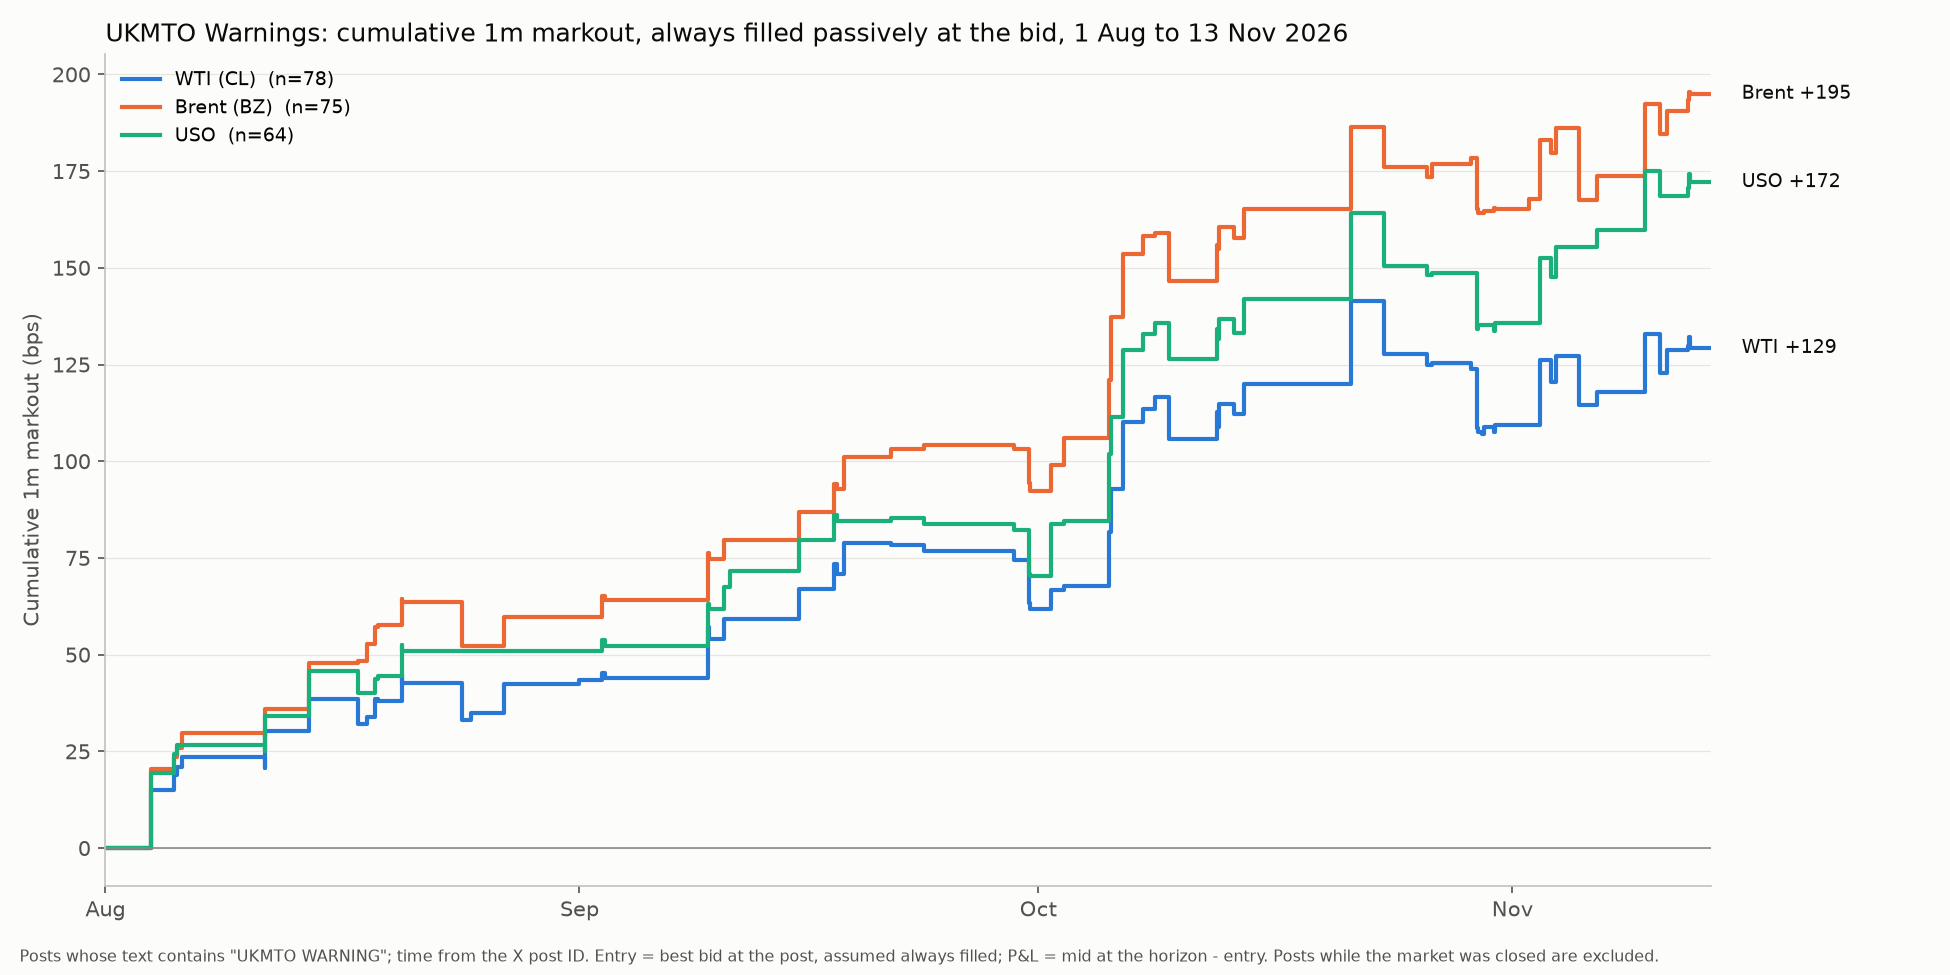 UKMTO Warnings: cumulative 1m markout, always filled passively at the bid, 1 Aug to 13 Nov 2026
WTI (CL) (n=78)
Brent (BZ) (n=75)
USO (n=64)
Cumulative 1m markout (bps)
200
175
150
125
100
75
50
25
0
Brent +195
USO +172
WTI +129
Aug
Sep
Oct
Nov
Posts whose text contains "UKMTO WARNING"; time from the X post ID. Entry = best bid at the post, assumed always filled; P&L = mid at the horizon - entry. Posts while the market was closed are excluded.